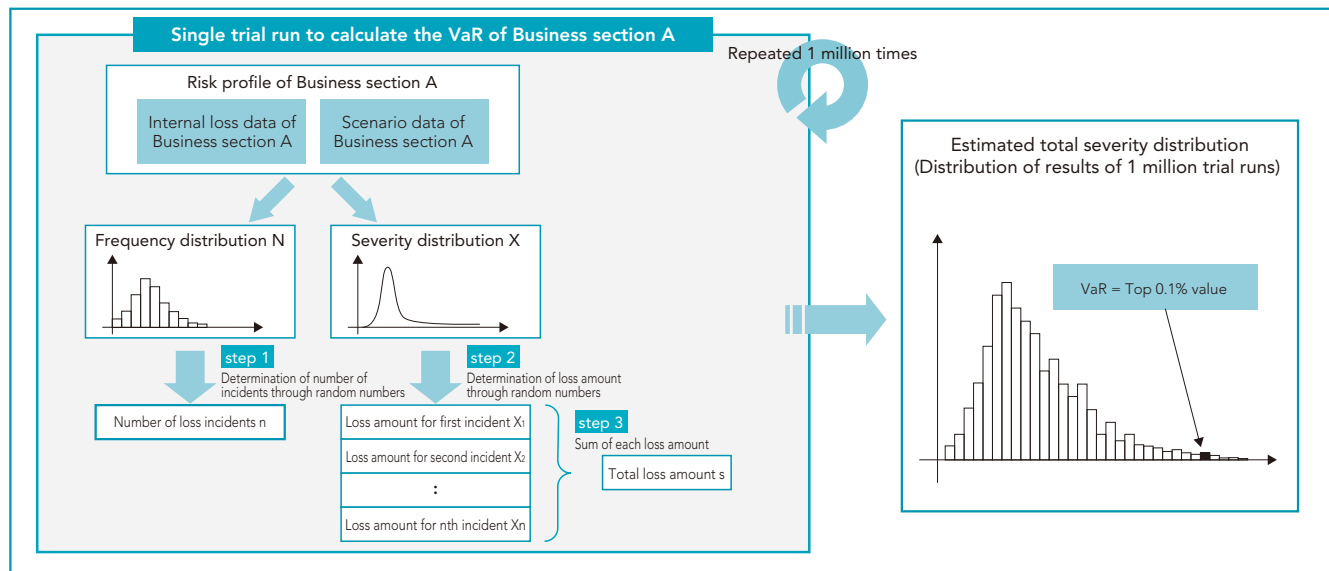 Single trial run to calculate the VaR of Business section A
Repeated 1 million times
Risk profile of Business section A
Internal loss data of
Business section A
Scenario data of
Business section A
Frequency distribution N
Severity distribution X
step 1
Determination of number of
incidents through random numbers
step 2
Determination of loss amount
through random numbers
Number of loss incidents n
Loss amount for first incident X1
Loss amount for second incident X2
:
Loss amount for nth incident Xn
step 3
Sum of each loss amount
Total loss amount s
Estimated total severity distribution
(Distribution of results of 1 million trial runs)
VaR = Top 0.1% value